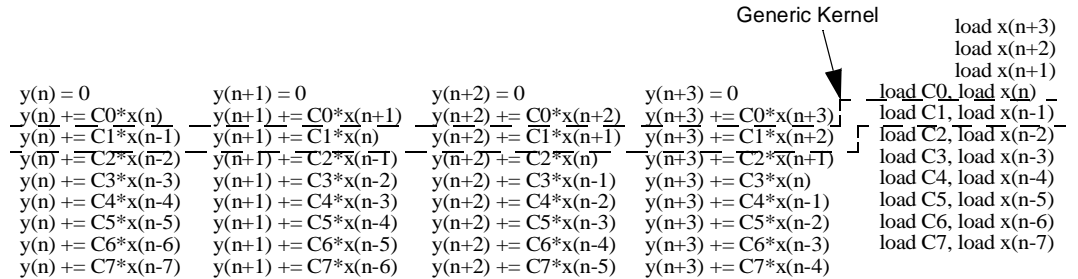 Generic Kernel
load x(n+3)
load x(n+2)
load x(n+1)
y(n) = 0 y(n+1) = 0 y(n+2) = 0 y(n+3) = 0 load C0, load x(n)
y(n) += C0*x(n) y(n+1) += C0*x(n+1) y(n+2) += C0*x(n+2) y(n+3) += C0*x(n+3) load C1, load x(n-1)
y(n) += C1*x(n-1) y(n+1) += C1*x(n) y(n+2) += C1*x(n+1) y(n+3) += C1*x(n+2) load C2, load x(n-2)
y(n) += C2*x(n-2) y(n+1) += C2*x(n-1) y(n+2) += C2*x(n) y(n+3) += C2*x(n+1) load C3, load x(n-3)
y(n) += C3*x(n-3) y(n+1) += C3*x(n-2) y(n+2) += C3*x(n-1) y(n+3) += C3*x(n) load C4, load x(n-4)
y(n) += C4*x(n-4) y(n+1) += C4*x(n-3) y(n+2) += C4*x(n-2) y(n+3) += C4*x(n-1) load C5, load x(n-5)
y(n) += C5*x(n-5) y(n+1) += C5*x(n-4) y(n+2) += C5*x(n-3) y(n+3) += C5*x(n-2) load C6, load x(n-6)
y(n) += C6*x(n-6) y(n+1) += C6*x(n-5) y(n+2) += C6*x(n-4) y(n+3) += C6*x(n-3) load C7, load x(n-7)
y(n) += C7*x(n-7) y(n+1) += C7*x(n-6) y(n+2) += C7*x(n-5) y(n+3) += C7*x(n-4)